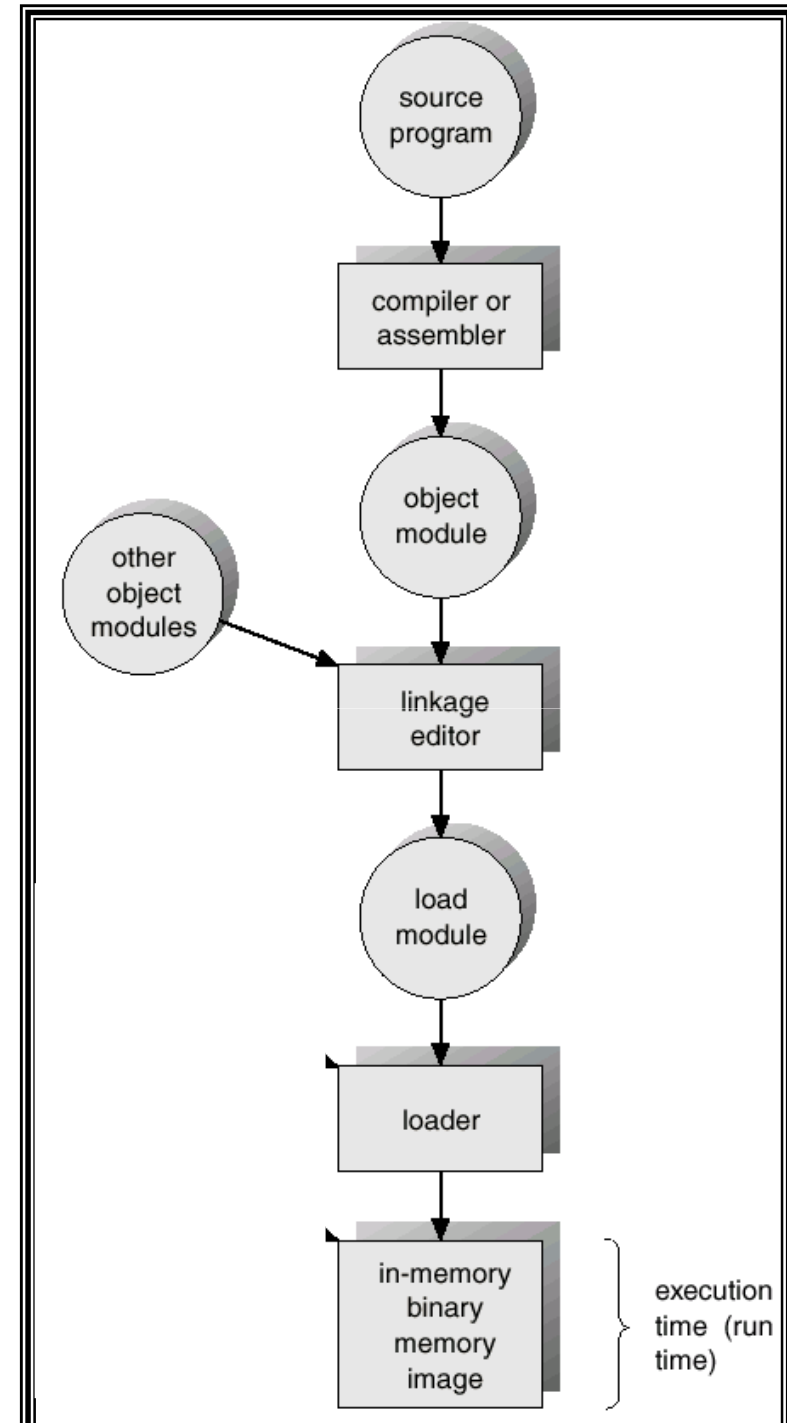 source
program
compiler or
assembler
object
module
other
object
modules
linkage
editor
load
module
loader
in-memory
binary
memory
image
execution
time (run
time)